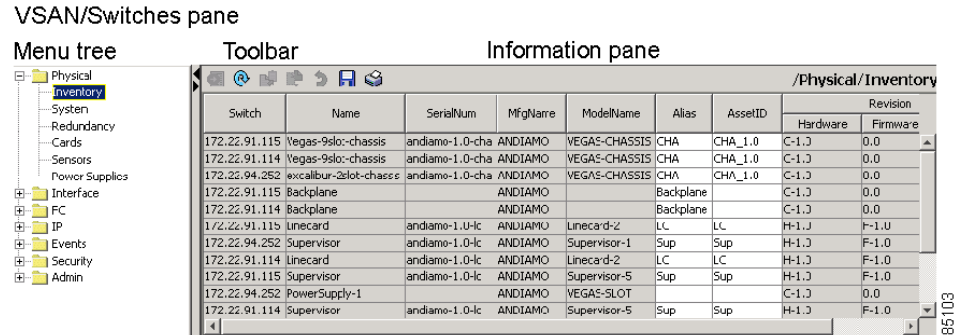 VSAN/Switches pane
Menu tree Toolbar Information pane
Physical
Inventory
System
Redundancy
Cards
Sensors
Power Supplies
Interface
FC
IP
Events
Security
Admin
/Physical/Inventory
Switch Name SerialNum MfgName ModelName Alias AssetID Revision
Hardware Firmware
172.22.91.115 Vegas-9slot-chassis andiamo-1.0-cha ANDIAMO VEGAS-CHASSIS CHA CHA_1.0 C-1.0 0.0
172.22.91.114 Vegas-9slot-chassis andiamo-1.0-cha ANDIAMO VEGAS-CHASSIS CHA CHA_1.0 C-1.0 0.0
172.22.94.252 excalibur-2slot-chassis andiamo-1.0-cha ANDIAMO VEGAS-CHASSIS CHA CHA_1.0 C-1.0 0.0
172.22.91.115 Backplane ANDIAMO Backplane C-1.0 0.0
172.22.91.114 Backplane ANDIAMO Backplane C-1.0 0.0
172.22.91.115 Linecard andiamo-1.0-lc ANDIAMO Linecard-2 LC LC H-1.0 F-1.0
172.22.94.252 Supervisor andiamo-1.0-lc ANDIAMO Supervisor-1 Sup Sup H-1.0 F-1.0
172.22.91.114 Linecard andiamo-1.0-lc ANDIAMO Linecard-2 LC LC H-1.0 F-1.0
172.22.91.115 Supervisor andiamo-1.0-lc ANDIAMO Supervisor-5 Sup Sup H-1.0 F-1.0
172.22.94.252 PowerSupply-1 ANDIAMO VEGAS-SLOT C-1.0 0.0
172.22.91.114 Supervisor andiamo-1.0-lc ANDIAMO Supervisor-5 Sup Sup H-1.0 F-1.0
85103